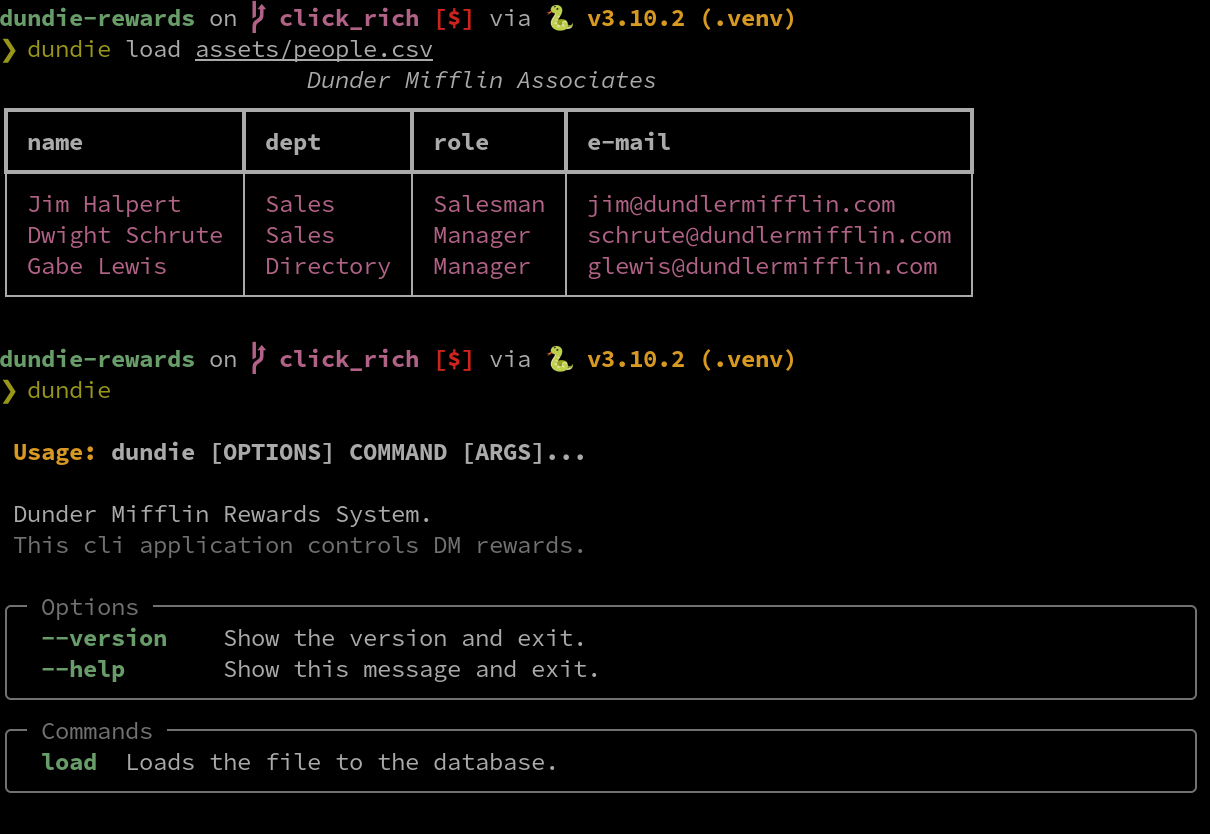 dundie-rewards on click_rich [$] via 🐍 v3.10.2 (.venv)
❯ dundie load assets/people.csv
Dunder Mifflin Associates
name dept role e-mail
Jim Halpert Sales Salesman jim@dundlermifflin.com
Dwight Schrute Sales Manager schrute@dundlermifflin.com
Gabe Lewis Directory Manager glewis@dundlermifflin.com
dundie-rewards on click_rich [$] via 🐍 v3.10.2 (.venv)
❯ dundie
Usage: dundie [OPTIONS] COMMAND [ARGS]...
Dunder Mifflin Rewards System.
This cli application controls DM rewards.
Options
--version Show the version and exit.
--help Show this message and exit.
Commands
load Loads the file to the database.